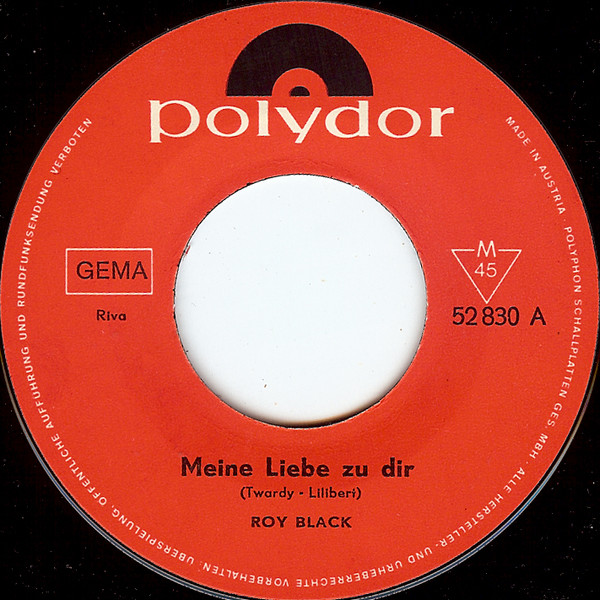 polydor
GEMA
Riva
M
45
52 830 A
Meine Liebe zu dir
(Twardy - Lilibert)
ROY BLACK
MADE IN AUSTRIA · POLYPHON SCHALLPLATTEN GES. MBH · ALLE HERSTELLER- UND URHEBERRECHTE VORBEHALTEN. ÜBERSPIELUNG, ÖFFENTLICHE AUFFÜHRUNG UND RUNDFUNKSENDUNG VERBOTEN